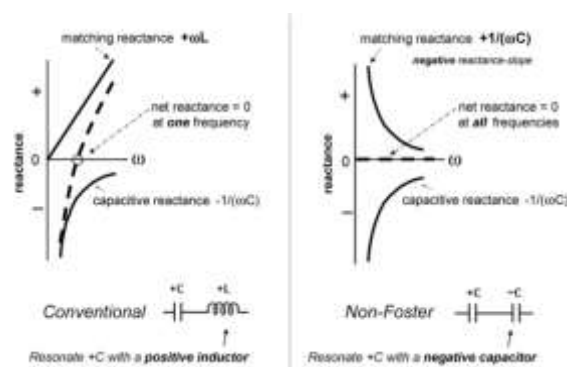 matching reactance +ωL
+
net reactance = 0
at one frequency
reactance
0
ω
−
capacitive reactance -1/(ωC)
+C
+L
Conventional
Resonate +C with a positive inductor
matching reactance +1/(ωC)
negative reactance-slope
+
net reactance = 0
at all frequencies
reactance
0
ω
−
capacitive reactance -1/(ωC)
+C
−C
Non-Foster
Resonate +C with a negative capacitor